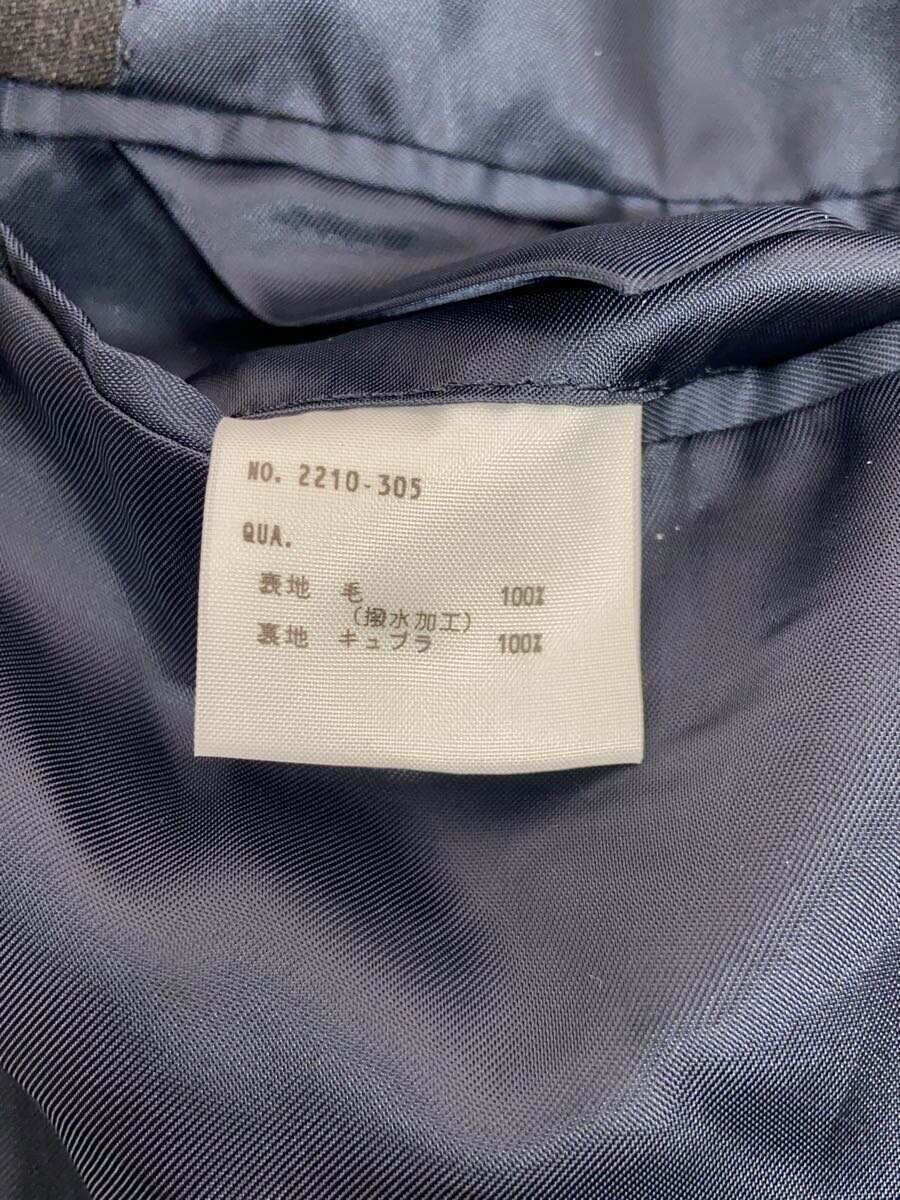 NO. 2210-305
QUA.
表地 毛 100%
(撥水加工)
裏地 キュプラ 100%